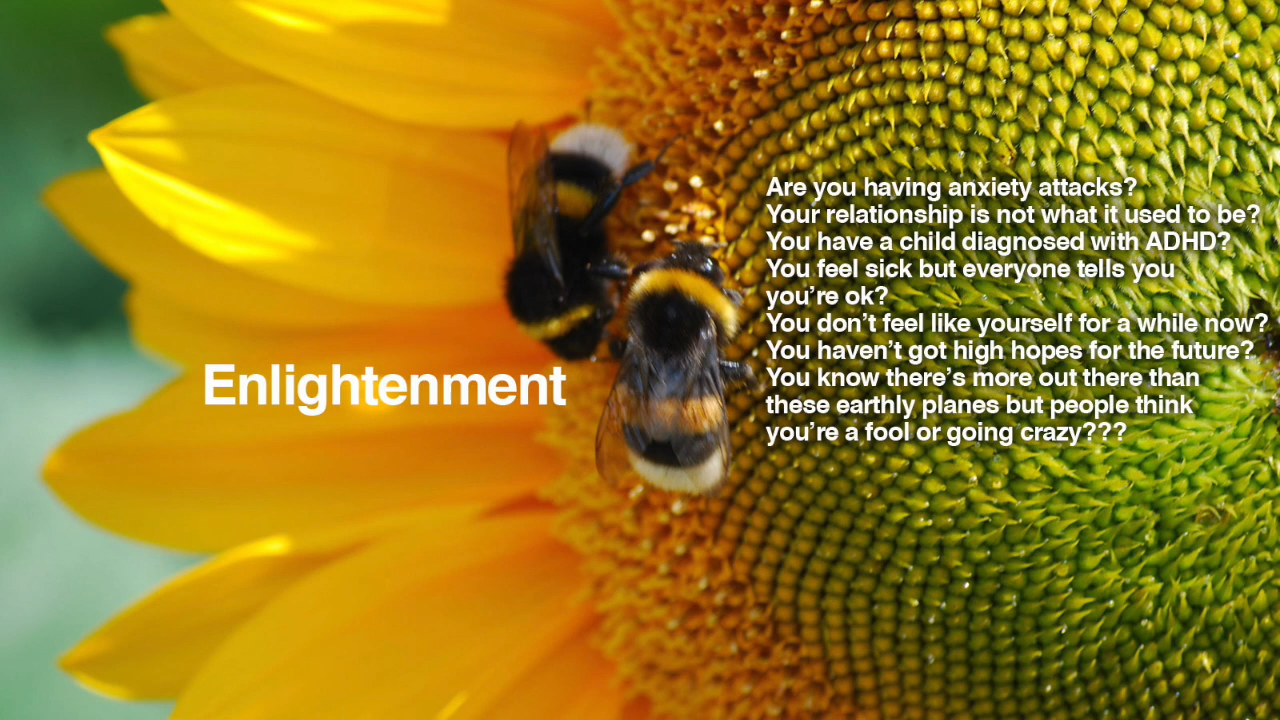 Enlightenment
Are you having anxiety attacks?
Your relationship is not what it used to be?
You have a child diagnosed with ADHD?
You feel sick but everyone tells you
you’re ok?
You don’t feel like yourself for a while now?
You haven’t got high hopes for the future?
You know there’s more out there than
these earthly planes but people think
you’re a fool or going crazy???